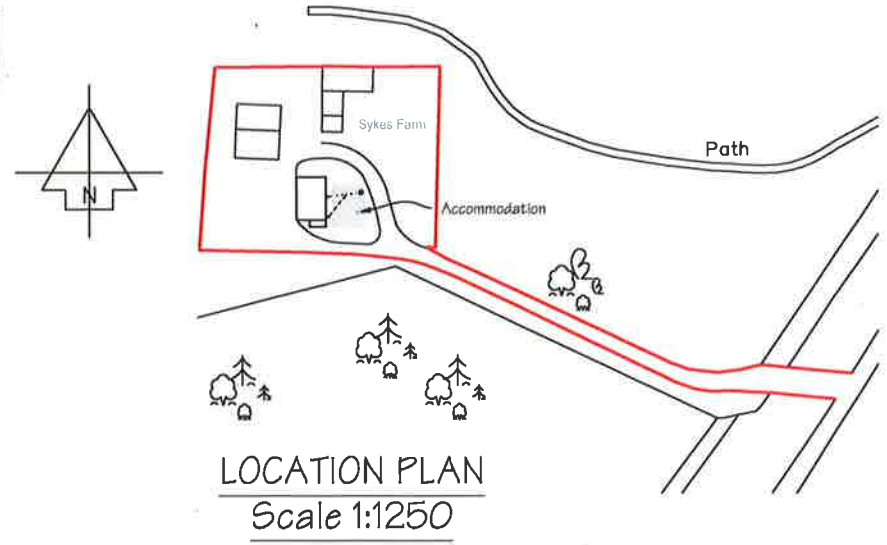 Sykes Farm
Path
N
Accommodation
LOCATION PLAN
Scale 1:1250